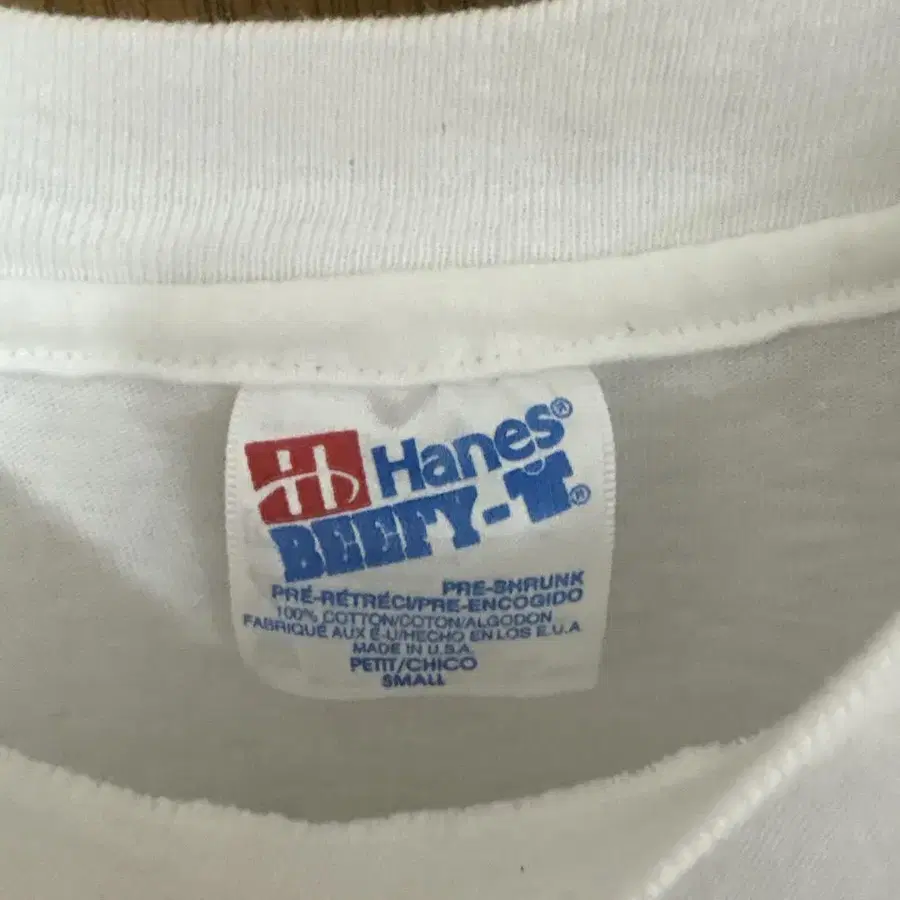 H Hanes®
BEEFY-T®
PRE-SHRUNK
PRÉ-RÉTRÉCI/PRE-ENCOGIDO
100% COTTON/COTON/ALGODON
FABRIQUÉ AUX É-U/HECHO EN LOS E.U.A
MADE IN U.S.A.
PETIT/CHICO
SMALL